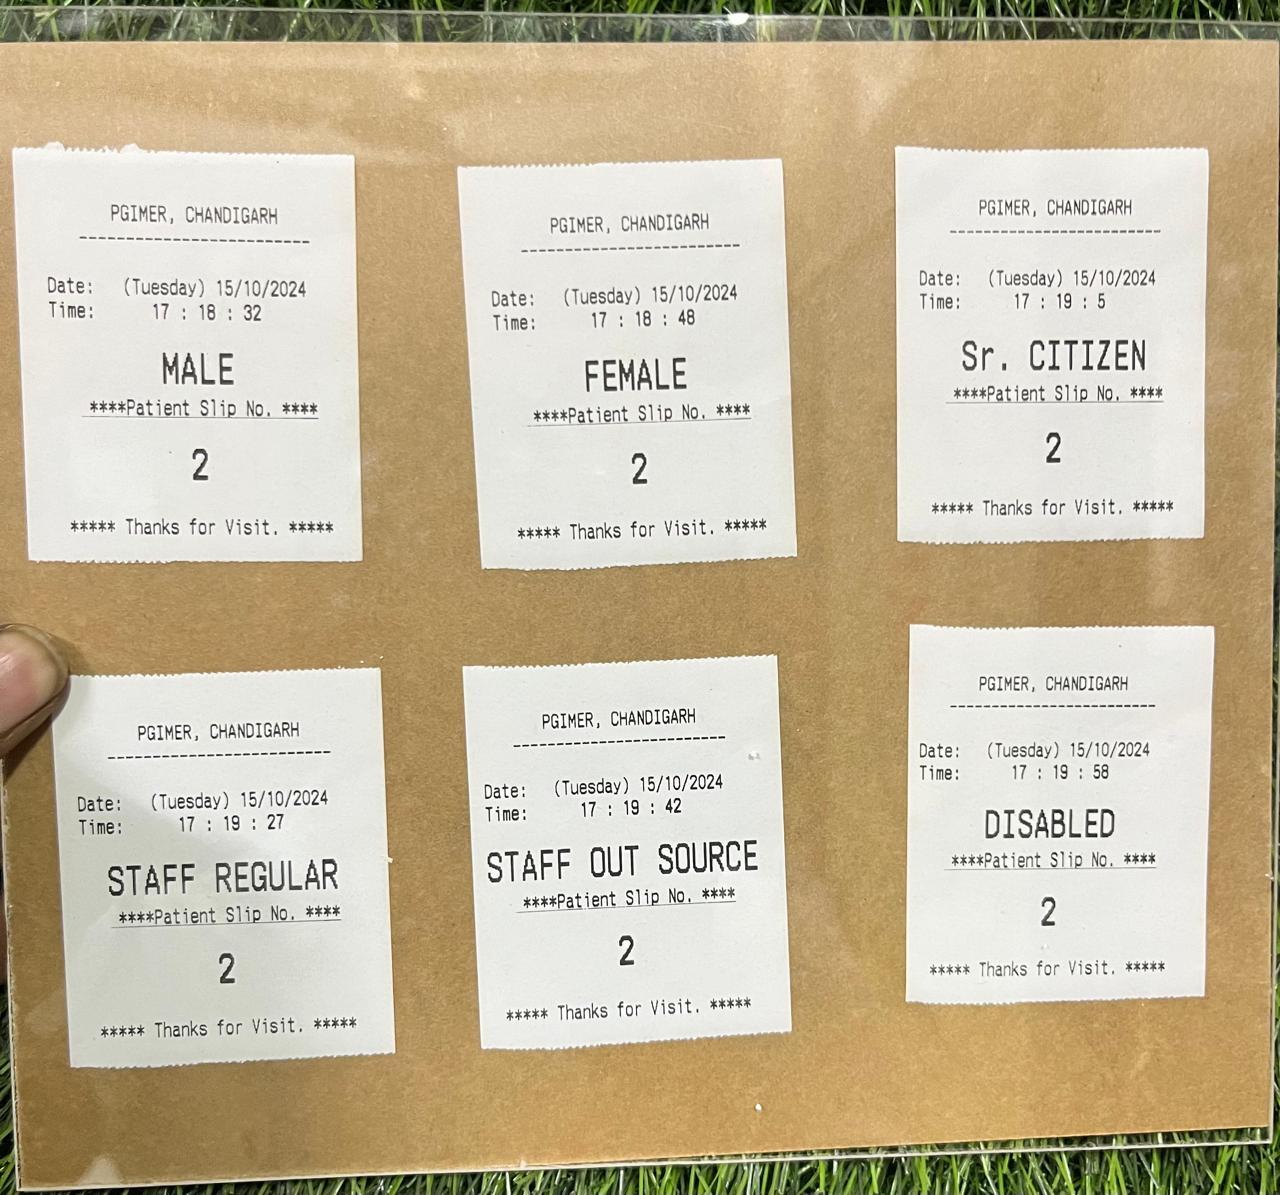 PGIMER, CHANDIGARH
-------------------------
Date: (Tuesday) 15/10/2024
Time: 17 : 18 : 32
MALE
****Patient Slip No. ****
2
***** Thanks for Visit. *****
PGIMER, CHANDIGARH
-------------------------
Date: (Tuesday) 15/10/2024
Time: 17 : 18 : 48
FEMALE
****Patient Slip No. ****
2
***** Thanks for Visit. *****
PGIMER, CHANDIGARH
-------------------------
Date: (Tuesday) 15/10/2024
Time: 17 : 19 : 5
Sr. CITIZEN
****Patient Slip No. ****
2
***** Thanks for Visit. *****
PGIMER, CHANDIGARH
-------------------------
Date: (Tuesday) 15/10/2024
Time: 17 : 19 : 27
STAFF REGULAR
****Patient Slip No. ****
2
***** Thanks for Visit. *****
PGIMER, CHANDIGARH
-------------------------
Date: (Tuesday) 15/10/2024
Time: 17 : 19 : 42
STAFF OUT SOURCE
****Patient Slip No. ****
2
***** Thanks for Visit. *****
PGIMER, CHANDIGARH
-------------------------
Date: (Tuesday) 15/10/2024
Time: 17 : 19 : 58
DISABLED
****Patient Slip No. ****
2
***** Thanks for Visit. *****